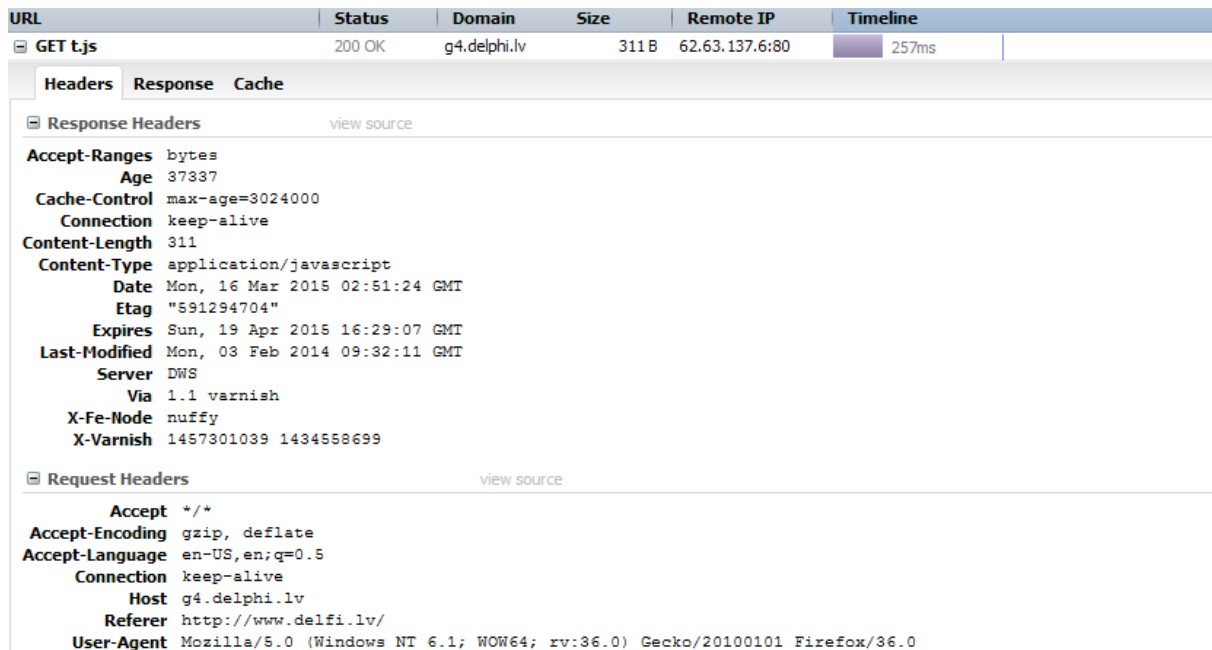 URL Status Domain Size Remote IP Timeline
GET t.js 200 OK g4.delphi.lv 311 B 62.63.137.6:80 257ms
Headers Response Cache
Response Headers view source
Accept-Ranges bytes
Age 37337
Cache-Control max-age=3024000
Connection keep-alive
Content-Length 311
Content-Type application/javascript
Date Mon, 16 Mar 2015 02:51:24 GMT
Etag "591294704"
Expires Sun, 19 Apr 2015 16:29:07 GMT
Last-Modified Mon, 03 Feb 2014 09:32:11 GMT
Server DWS
Via 1.1 varnish
X-Fe-Node nuffy
X-Varnish 1457301039 1434558699
Request Headers view source
Accept */*
Accept-Encoding gzip, deflate
Accept-Language en-US,en;q=0.5
Connection keep-alive
Host g4.delphi.lv
Referer http://www.delfi.lv/
User-Agent Mozilla/5.0 (Windows NT 6.1; WOW64; rv:36.0) Gecko/20100101 Firefox/36.0